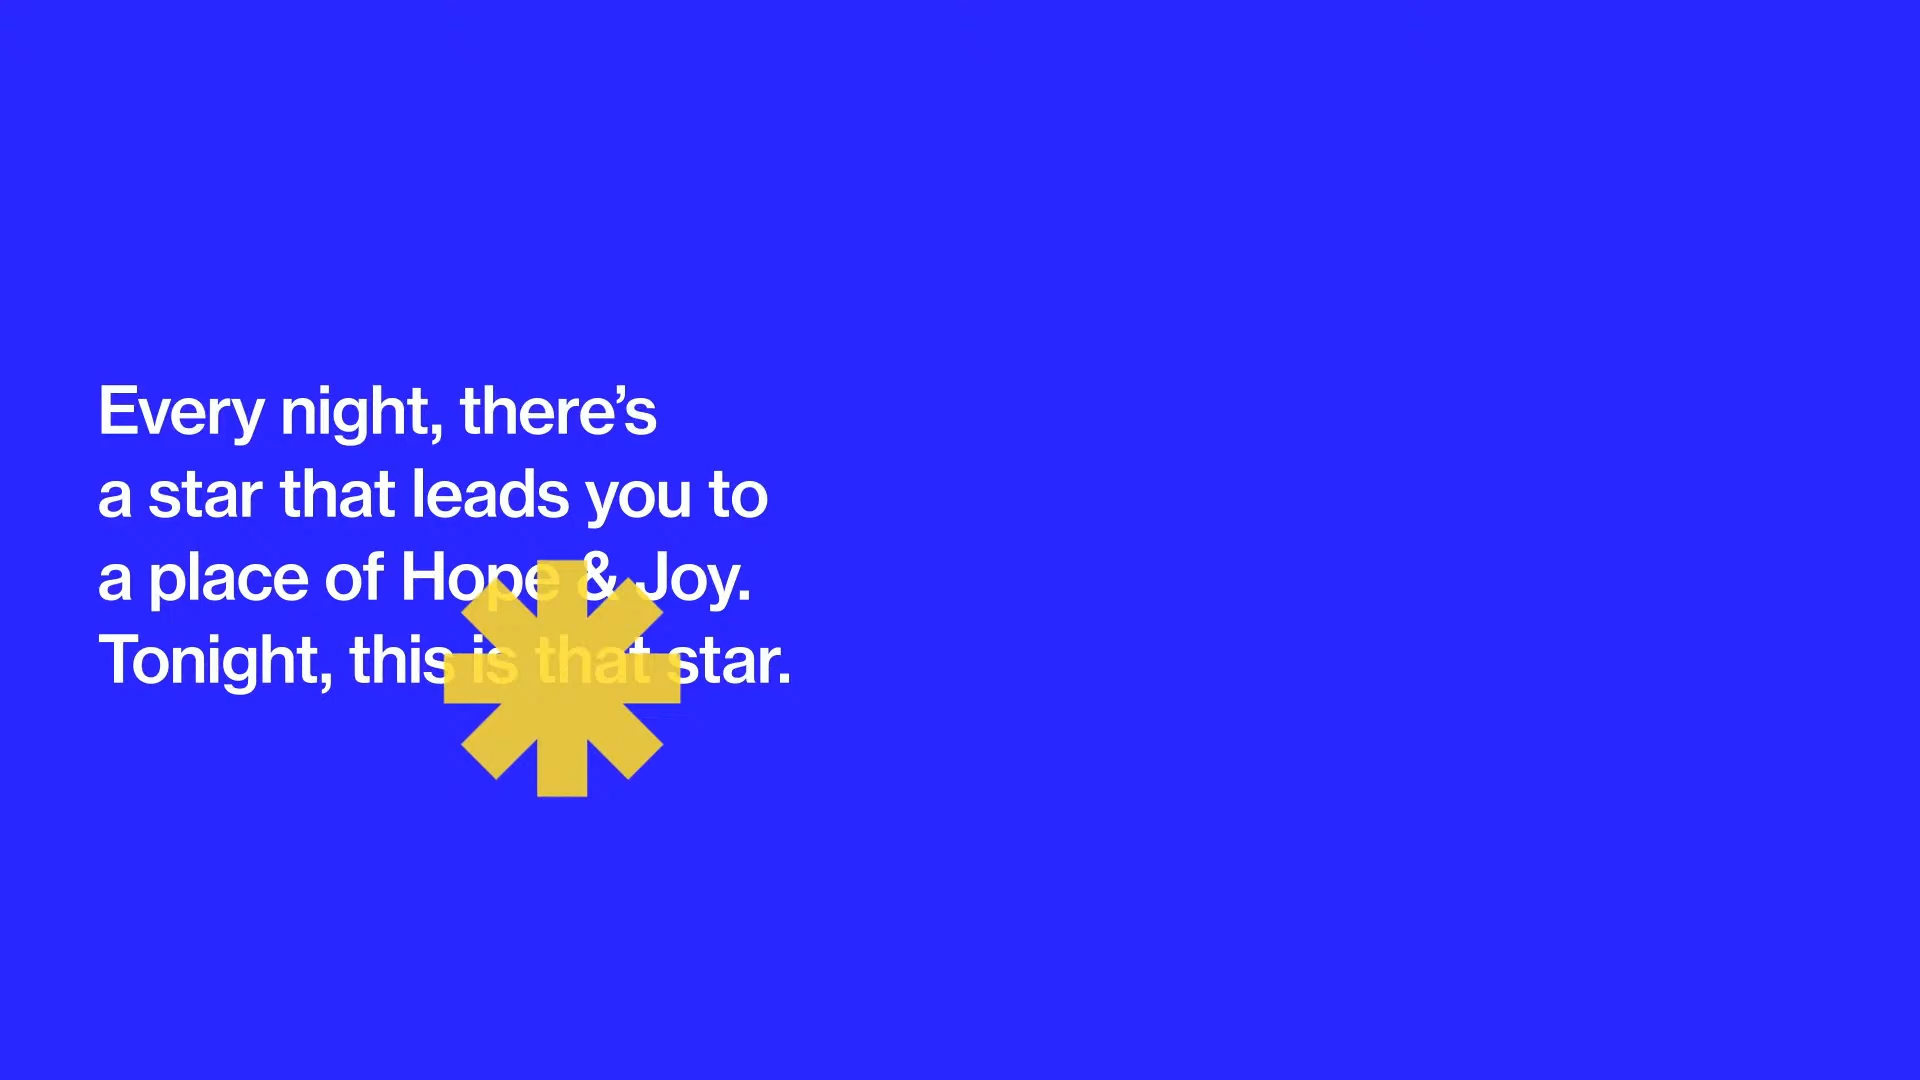 Every night, there’s
a star that leads you to
a place of Hope & Joy.
Tonight, this is that star.